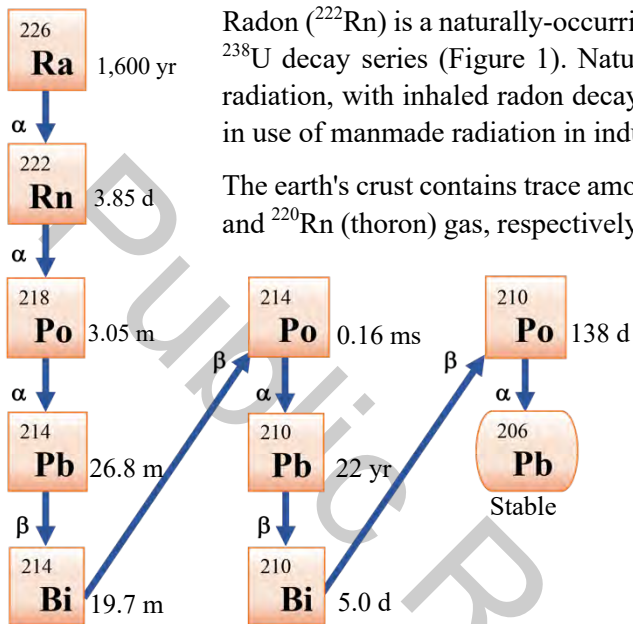 226
Ra 1,600 yr
α
222
Rn 3.85 d
α
218
Po 3.05 m
α
214
Pb 26.8 m
β
214
Bi 19.7 m
β
214
Po 0.16 ms
α
210
Pb 22 yr
β
210
Bi 5.0 d
β
210
Po 138 d
α
206
Pb
Stable
Radon (²²²Rn) is a naturally-occurri
²³⁸U decay series (Figure 1). Natu
radiation, with inhaled radon decay
in use of manmade radiation in indu
The earth's crust contains trace amo
and ²²⁰Rn (thoron) gas, respectively
Public R